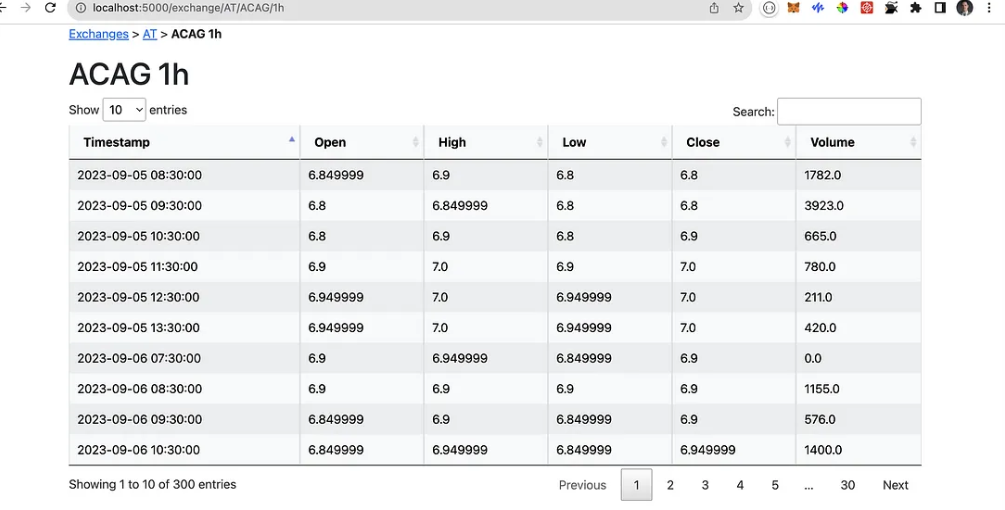 localhost:5000/exchange/AT/ACAG/1h
Exchanges > AT > ACAG 1h
ACAG 1h
Show 10 entries
Search:
Timestamp Open High Low Close Volume
2023-09-05 08:30:00 6.849999 6.9 6.8 6.8 1782.0
2023-09-05 09:30:00 6.8 6.849999 6.8 6.8 3923.0
2023-09-05 10:30:00 6.8 6.9 6.8 6.9 665.0
2023-09-05 11:30:00 6.9 7.0 6.9 7.0 780.0
2023-09-05 12:30:00 6.949999 7.0 6.949999 7.0 211.0
2023-09-05 13:30:00 6.949999 7.0 6.949999 7.0 420.0
2023-09-06 07:30:00 6.9 6.949999 6.849999 6.9 0.0
2023-09-06 08:30:00 6.9 6.9 6.9 6.9 1155.0
2023-09-06 09:30:00 6.849999 6.9 6.849999 6.9 576.0
2023-09-06 10:30:00 6.849999 6.949999 6.849999 6.949999 1400.0
Showing 1 to 10 of 300 entries
Previous 1 2 3 4 5 ... 30 Next